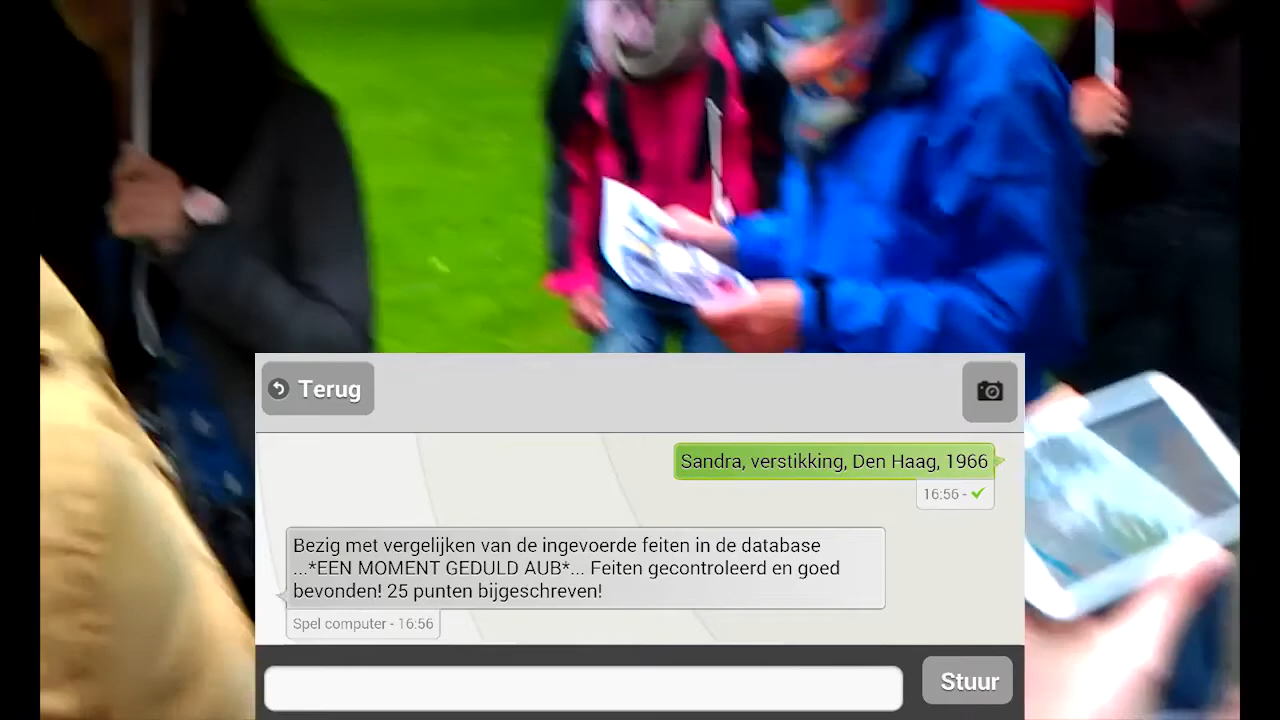 Terug
Sandra, verstikking, Den Haag, 1966
16:56 -
Bezig met vergelijken van de ingevoerde feiten in de database
...*EEN MOMENT GEDULD AUB*... Feiten gecontroleerd en goed
bevonden! 25 punten bijgeschreven!
Spel computer - 16:56
Stuur